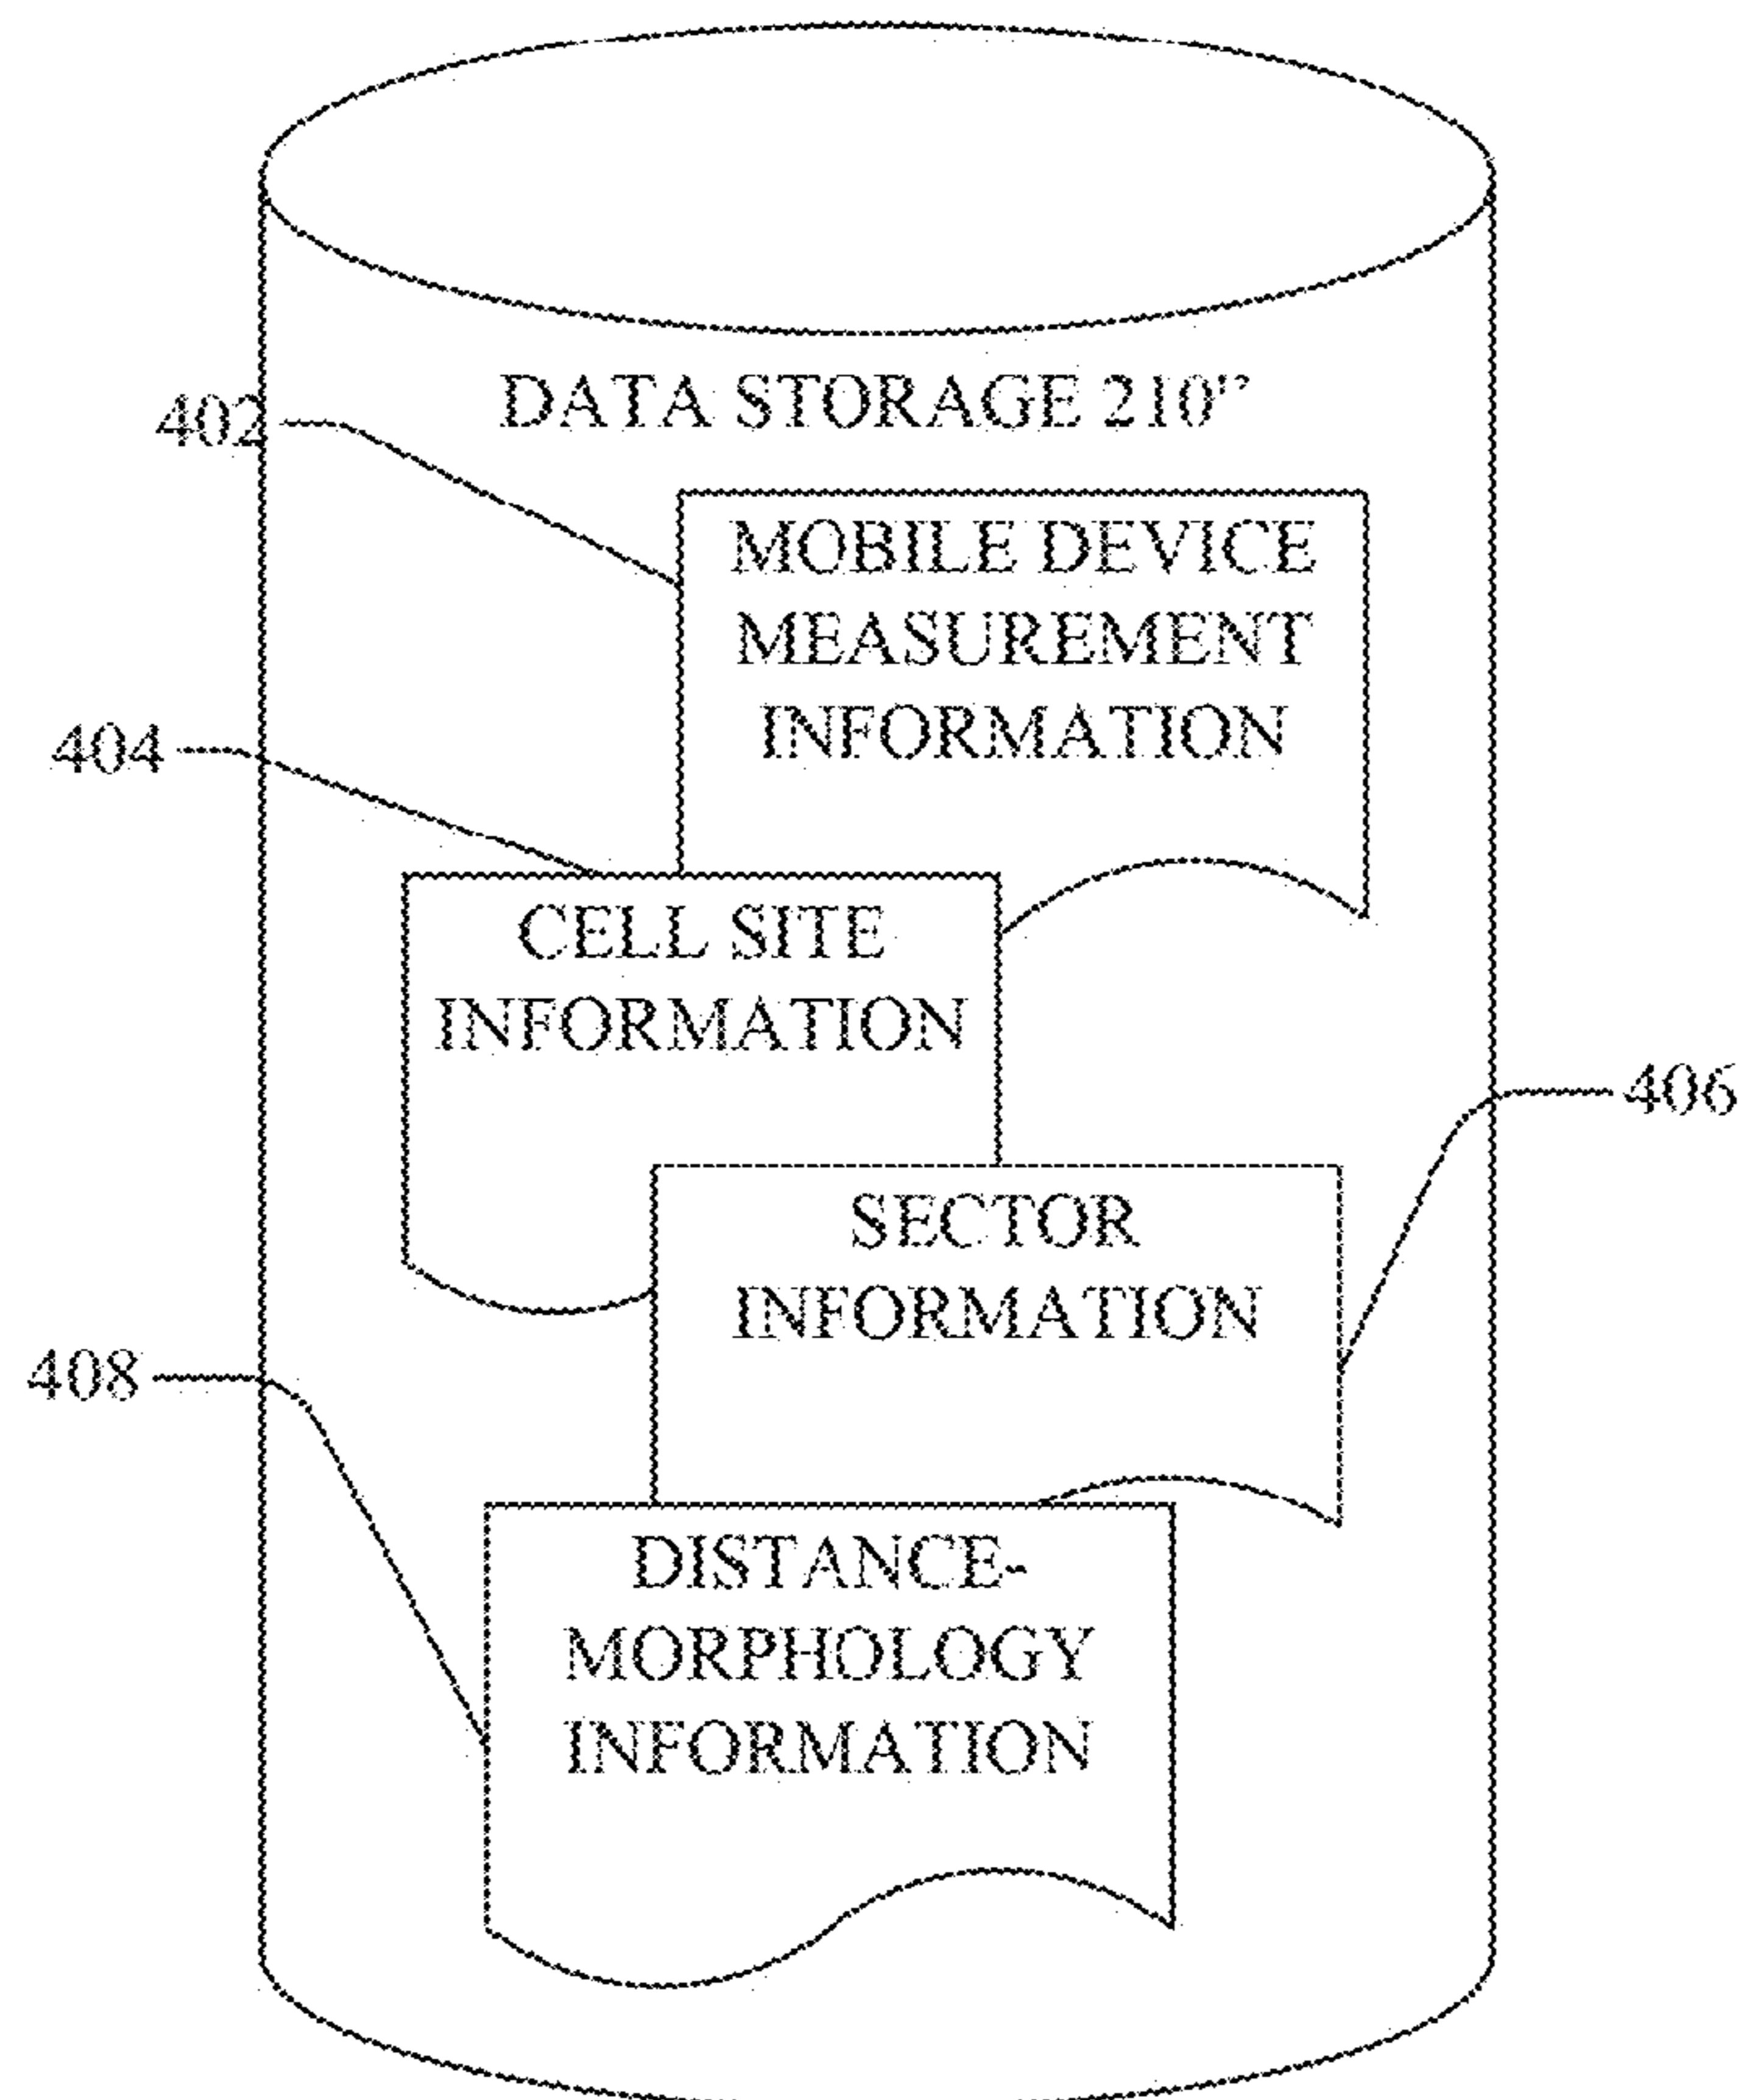 DATA STORAGE 210"
402
MOBILE DEVICE
MEASUREMENT
INFORMATION
404
CELL SITE
INFORMATION
406
SECTOR
INFORMATION
408
DISTANCE-
MORPHOLOGY
INFORMATION